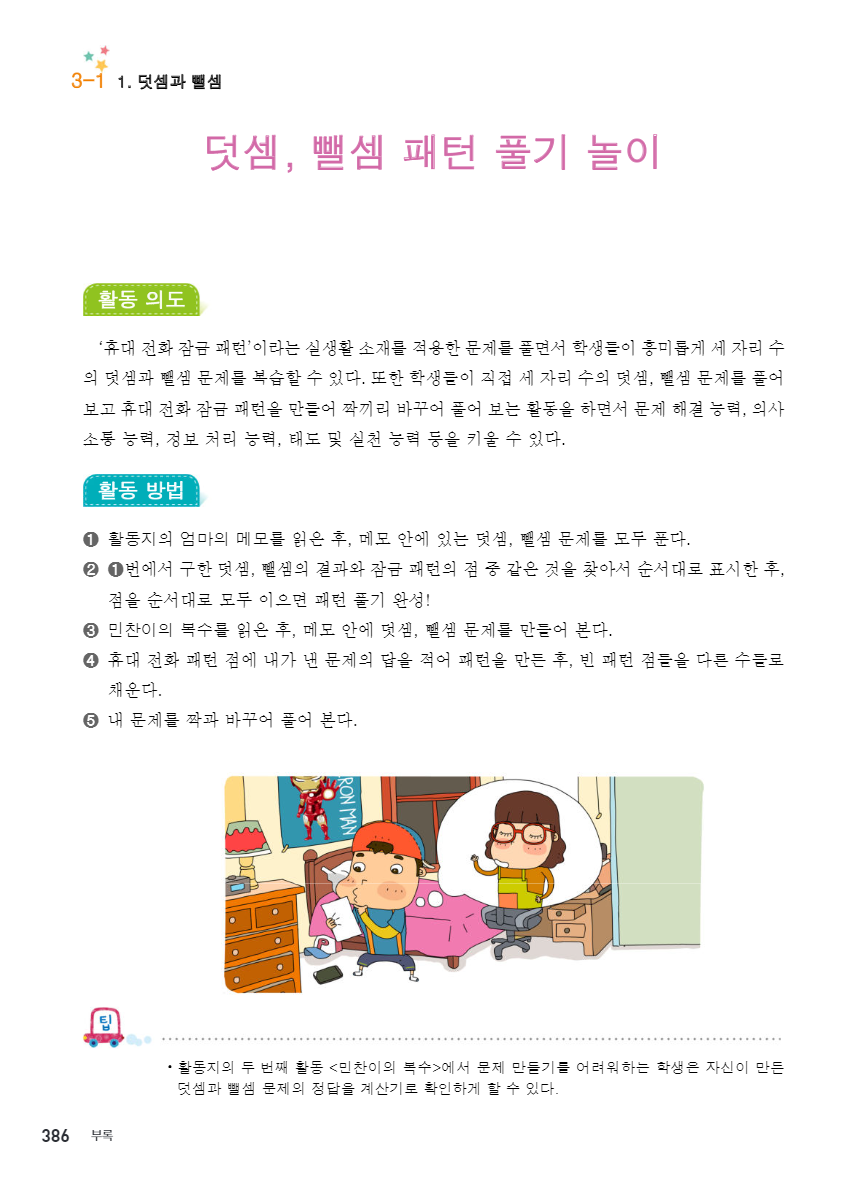 3-1 1. 덧셈과 뺄셈
덧셈, 뺄셈 패턴 풀기 놀이
활동 의도
‘휴대 전화 잠금 패턴’이라는 실생활 소재를 적용한 문제를 풀면서 학생들이 흥미롭게 세 자리 수
의 덧셈과 뺄셈 문제를 복습할 수 있다. 또한 학생들이 직접 세 자리 수의 덧셈, 뺄셈 문제를 풀어
보고 휴대 전화 잠금 패턴을 만들어 짝끼리 바꾸어 풀어 보는 활동을 하면서 문제 해결 능력, 의사
소통 능력, 정보 처리 능력, 태도 및 실천 능력 등을 키울 수 있다.
활동 방법
❶ 활동지의 엄마의 메모를 읽은 후, 메모 안에 있는 덧셈, 뺄셈 문제를 모두 푼다.
❷ ❶번에서 구한 덧셈, 뺄셈의 결과와 잠금 패턴의 점 중 같은 것을 찾아서 순서대로 표시한 후,
점을 순서대로 모두 이으면 패턴 풀기 완성!
❸ 민찬이의 복수를 읽은 후, 메모 안에 덧셈, 뺄셈 문제를 만들어 본다.
❹ 휴대 전화 패턴 점에 내가 낸 문제의 답을 적어 패턴을 만든 후, 빈 패턴 점들을 다른 수들로
채운다.
❺ 내 문제를 짝과 바꾸어 풀어 본다.
IRON MAN
팁
• 활동지의 두 번째 활동 <민찬이의 복수>에서 문제 만들기를 어려워하는 학생은 자신이 만든
덧셈과 뺄셈 문제의 정답을 계산기로 확인하게 할 수 있다.
386 부록